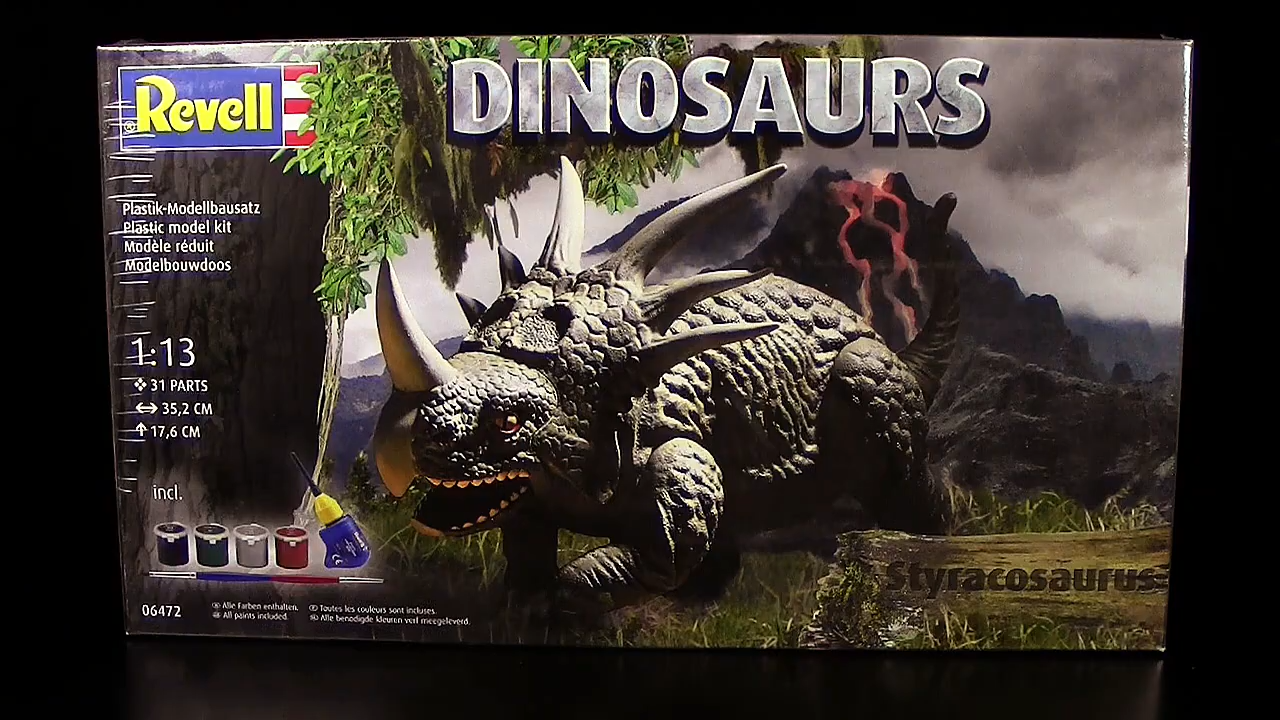 Revell
DINOSAURS
Plastik-Modellbausatz
Plastic model kit
Modèle réduit
Modelbouwdoos
1:13
31 PARTS
35,2 CM
17,6 CM
incl.
Styracosaurus
06472
Alle Farben enthalten.
All paints included.
Toutes les couleurs sont incluses.
Alle benodigde kleuren verf meegeleverd.